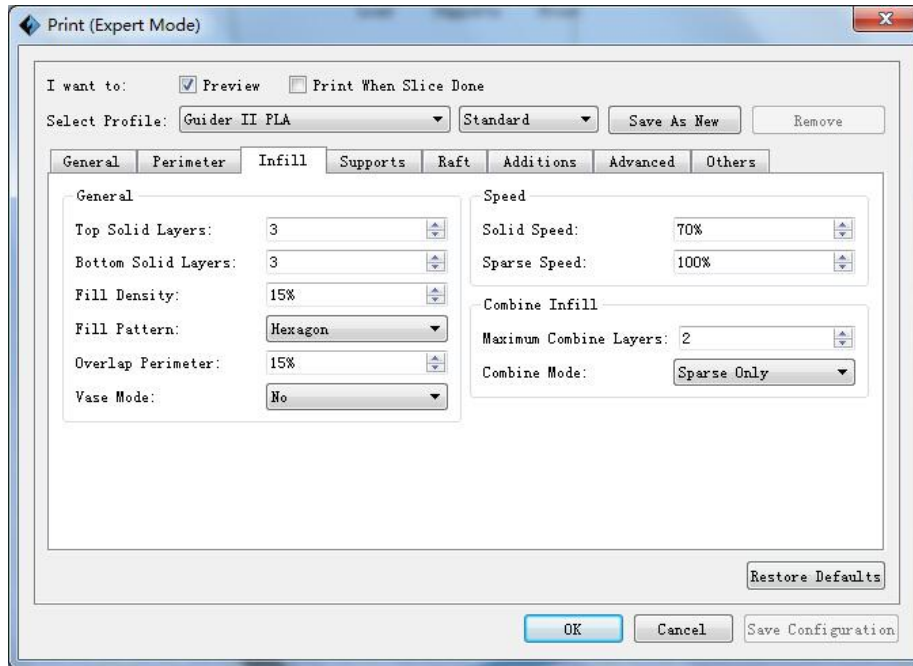 Print (Expert Mode)
I want to: Preview Print When Slice Done
Select Profile: Guider II PLA Standard Save As New Remove
General Perimeter Infill Supports Raft Additions Advanced Others
General
Top Solid Layers: 3
Bottom Solid Layers: 3
Fill Density: 15%
Fill Pattern: Hexagon
Overlap Perimeter: 15%
Vase Mode: No
Speed
Solid Speed: 70%
Sparse Speed: 100%
Combine Infill
Maximum Combine Layers: 2
Combine Mode: Sparse Only
Restore Defaults
OK Cancel Save Configuration